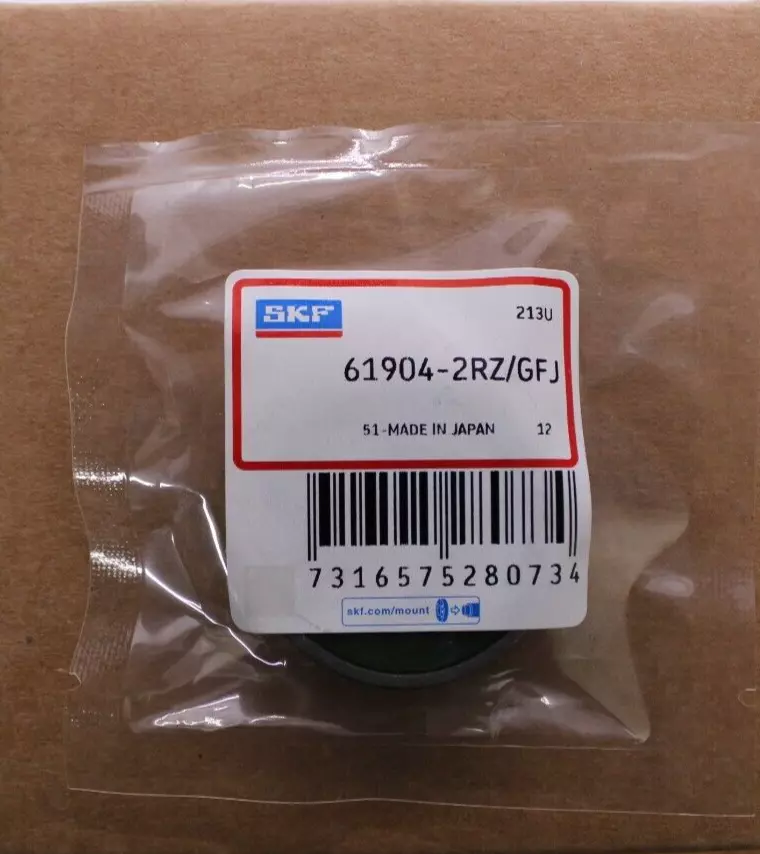 SKF
213U
61904-2RZ/GFJ
51-MADE IN JAPAN 12
7316575280734
skf.com/mount